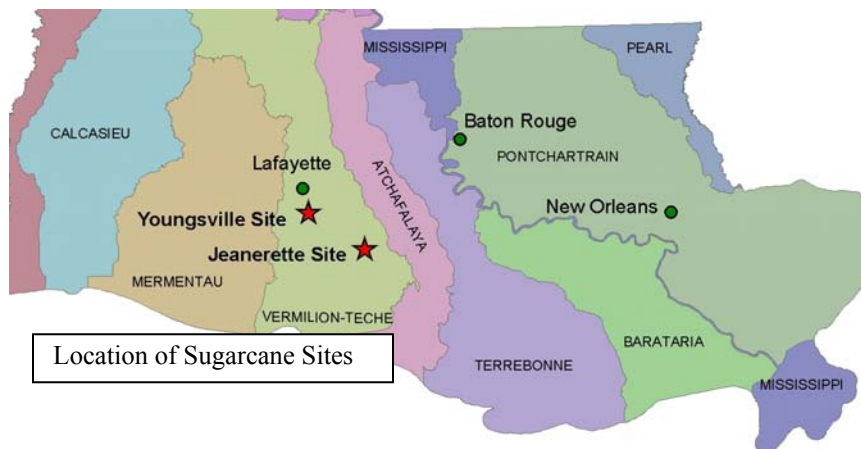 MISSISSIPPI
PEARL
CALCASIEU
Baton Rouge
PONTCHARTRAIN
Lafayette
ATCHAFALAYA
Youngsville Site
New Orleans
Jeanerette Site
MERMENTAU
VERMILION-TECHE
Location of Sugarcane Sites
BARATARIA
TERREBONNE
MISSISSIPPI